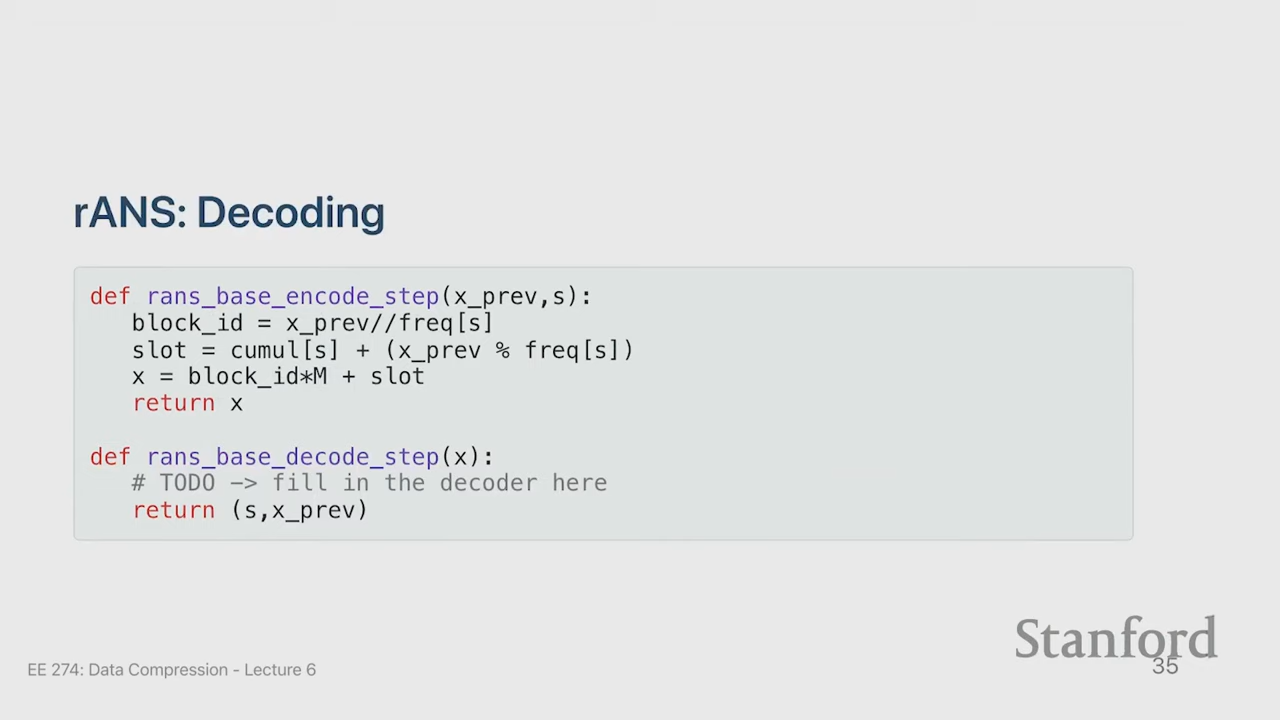 rANS: Decoding
def rans_base_encode_step(x_prev,s):
block_id = x_prev//freq[s]
slot = cumul[s] + (x_prev % freq[s])
x = block_id*M + slot
return x
def rans_base_decode_step(x):
# TODO -> fill in the decoder here
return (s,x_prev)
Stanford
EE 274: Data Compression - Lecture 6
35